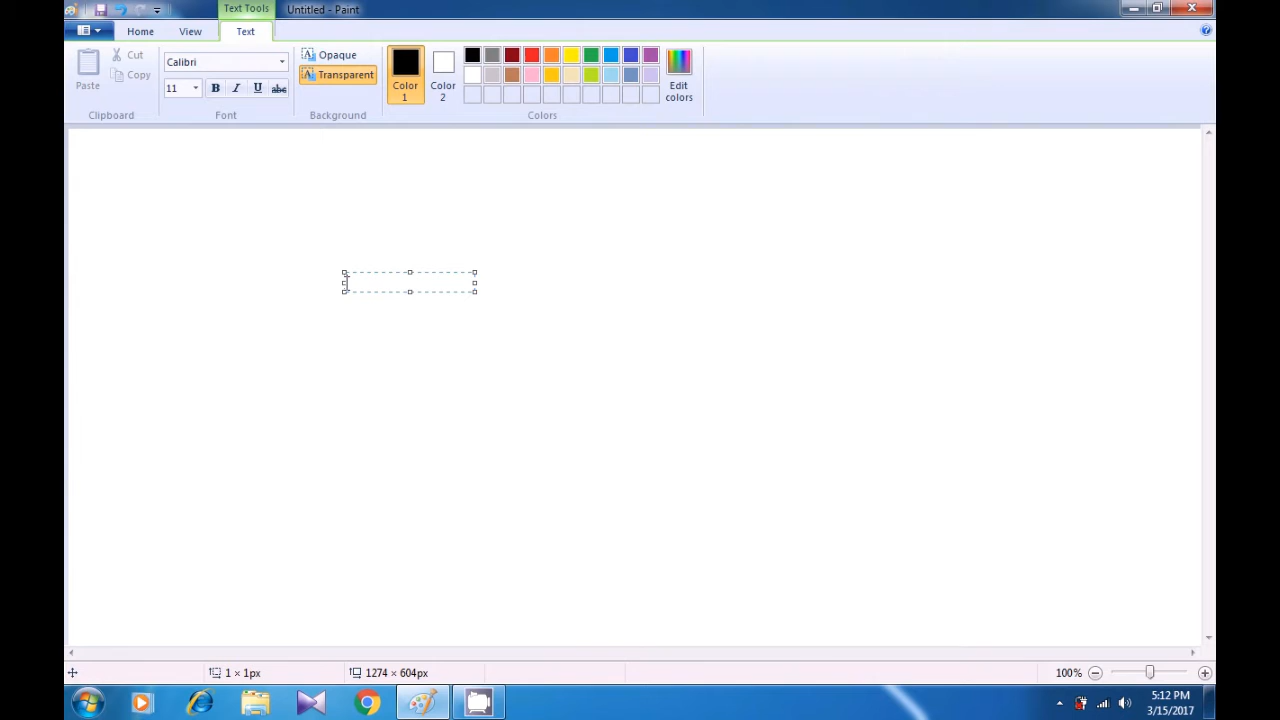 Text Tools Untitled - Paint
Home View Text
Paste Cut Copy Calibri 11 B I U abc Opaque Transparent Color 1 Color 2 Edit colors
Clipboard Font Background Colors
1 × 1px 1274 × 604px 100%
5:12 PM
3/15/2017